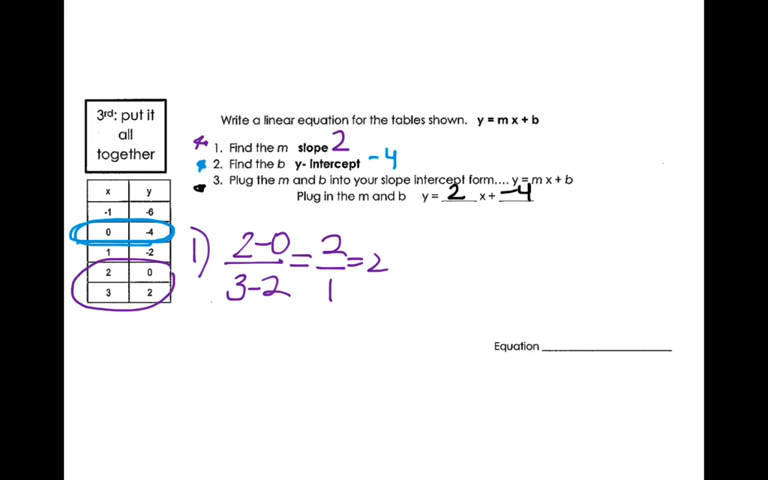 3rd: put it
all
together
Write a linear equation for the tables shown. y = m x + b
1. Find the m slope 2
2. Find the b y- intercept -4
3. Plug the m and b into your slope intercept form.... y = m x + b
Plug in the m and b y = 2 x + -4
x y
-1 -6
0 -4
1 -2
2 0
3 2
1) 2-0 / 3-2 = 2 / 1 = 2
Equation